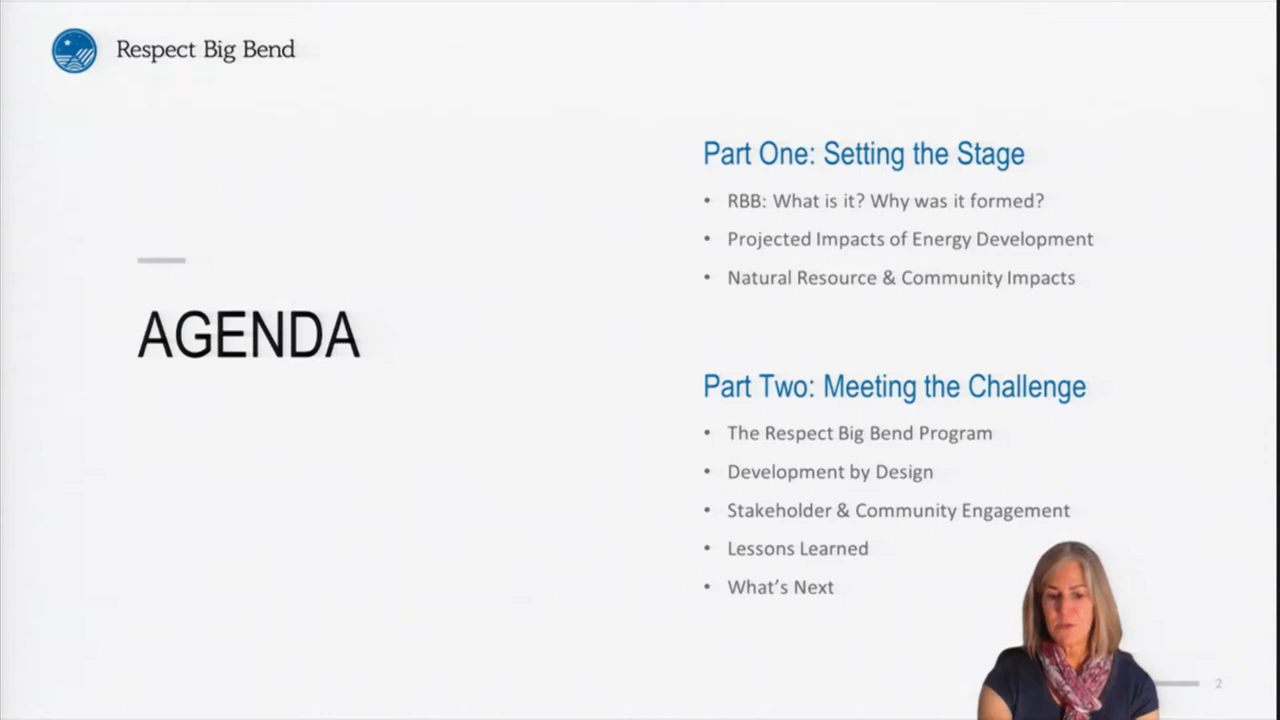 Respect Big Bend
AGENDA
Part One: Setting the Stage
• RBB: What is it? Why was it formed?
• Projected Impacts of Energy Development
• Natural Resource & Community Impacts
Part Two: Meeting the Challenge
• The Respect Big Bend Program
• Development by Design
• Stakeholder & Community Engagement
• Lessons Learned
• What’s Next
2